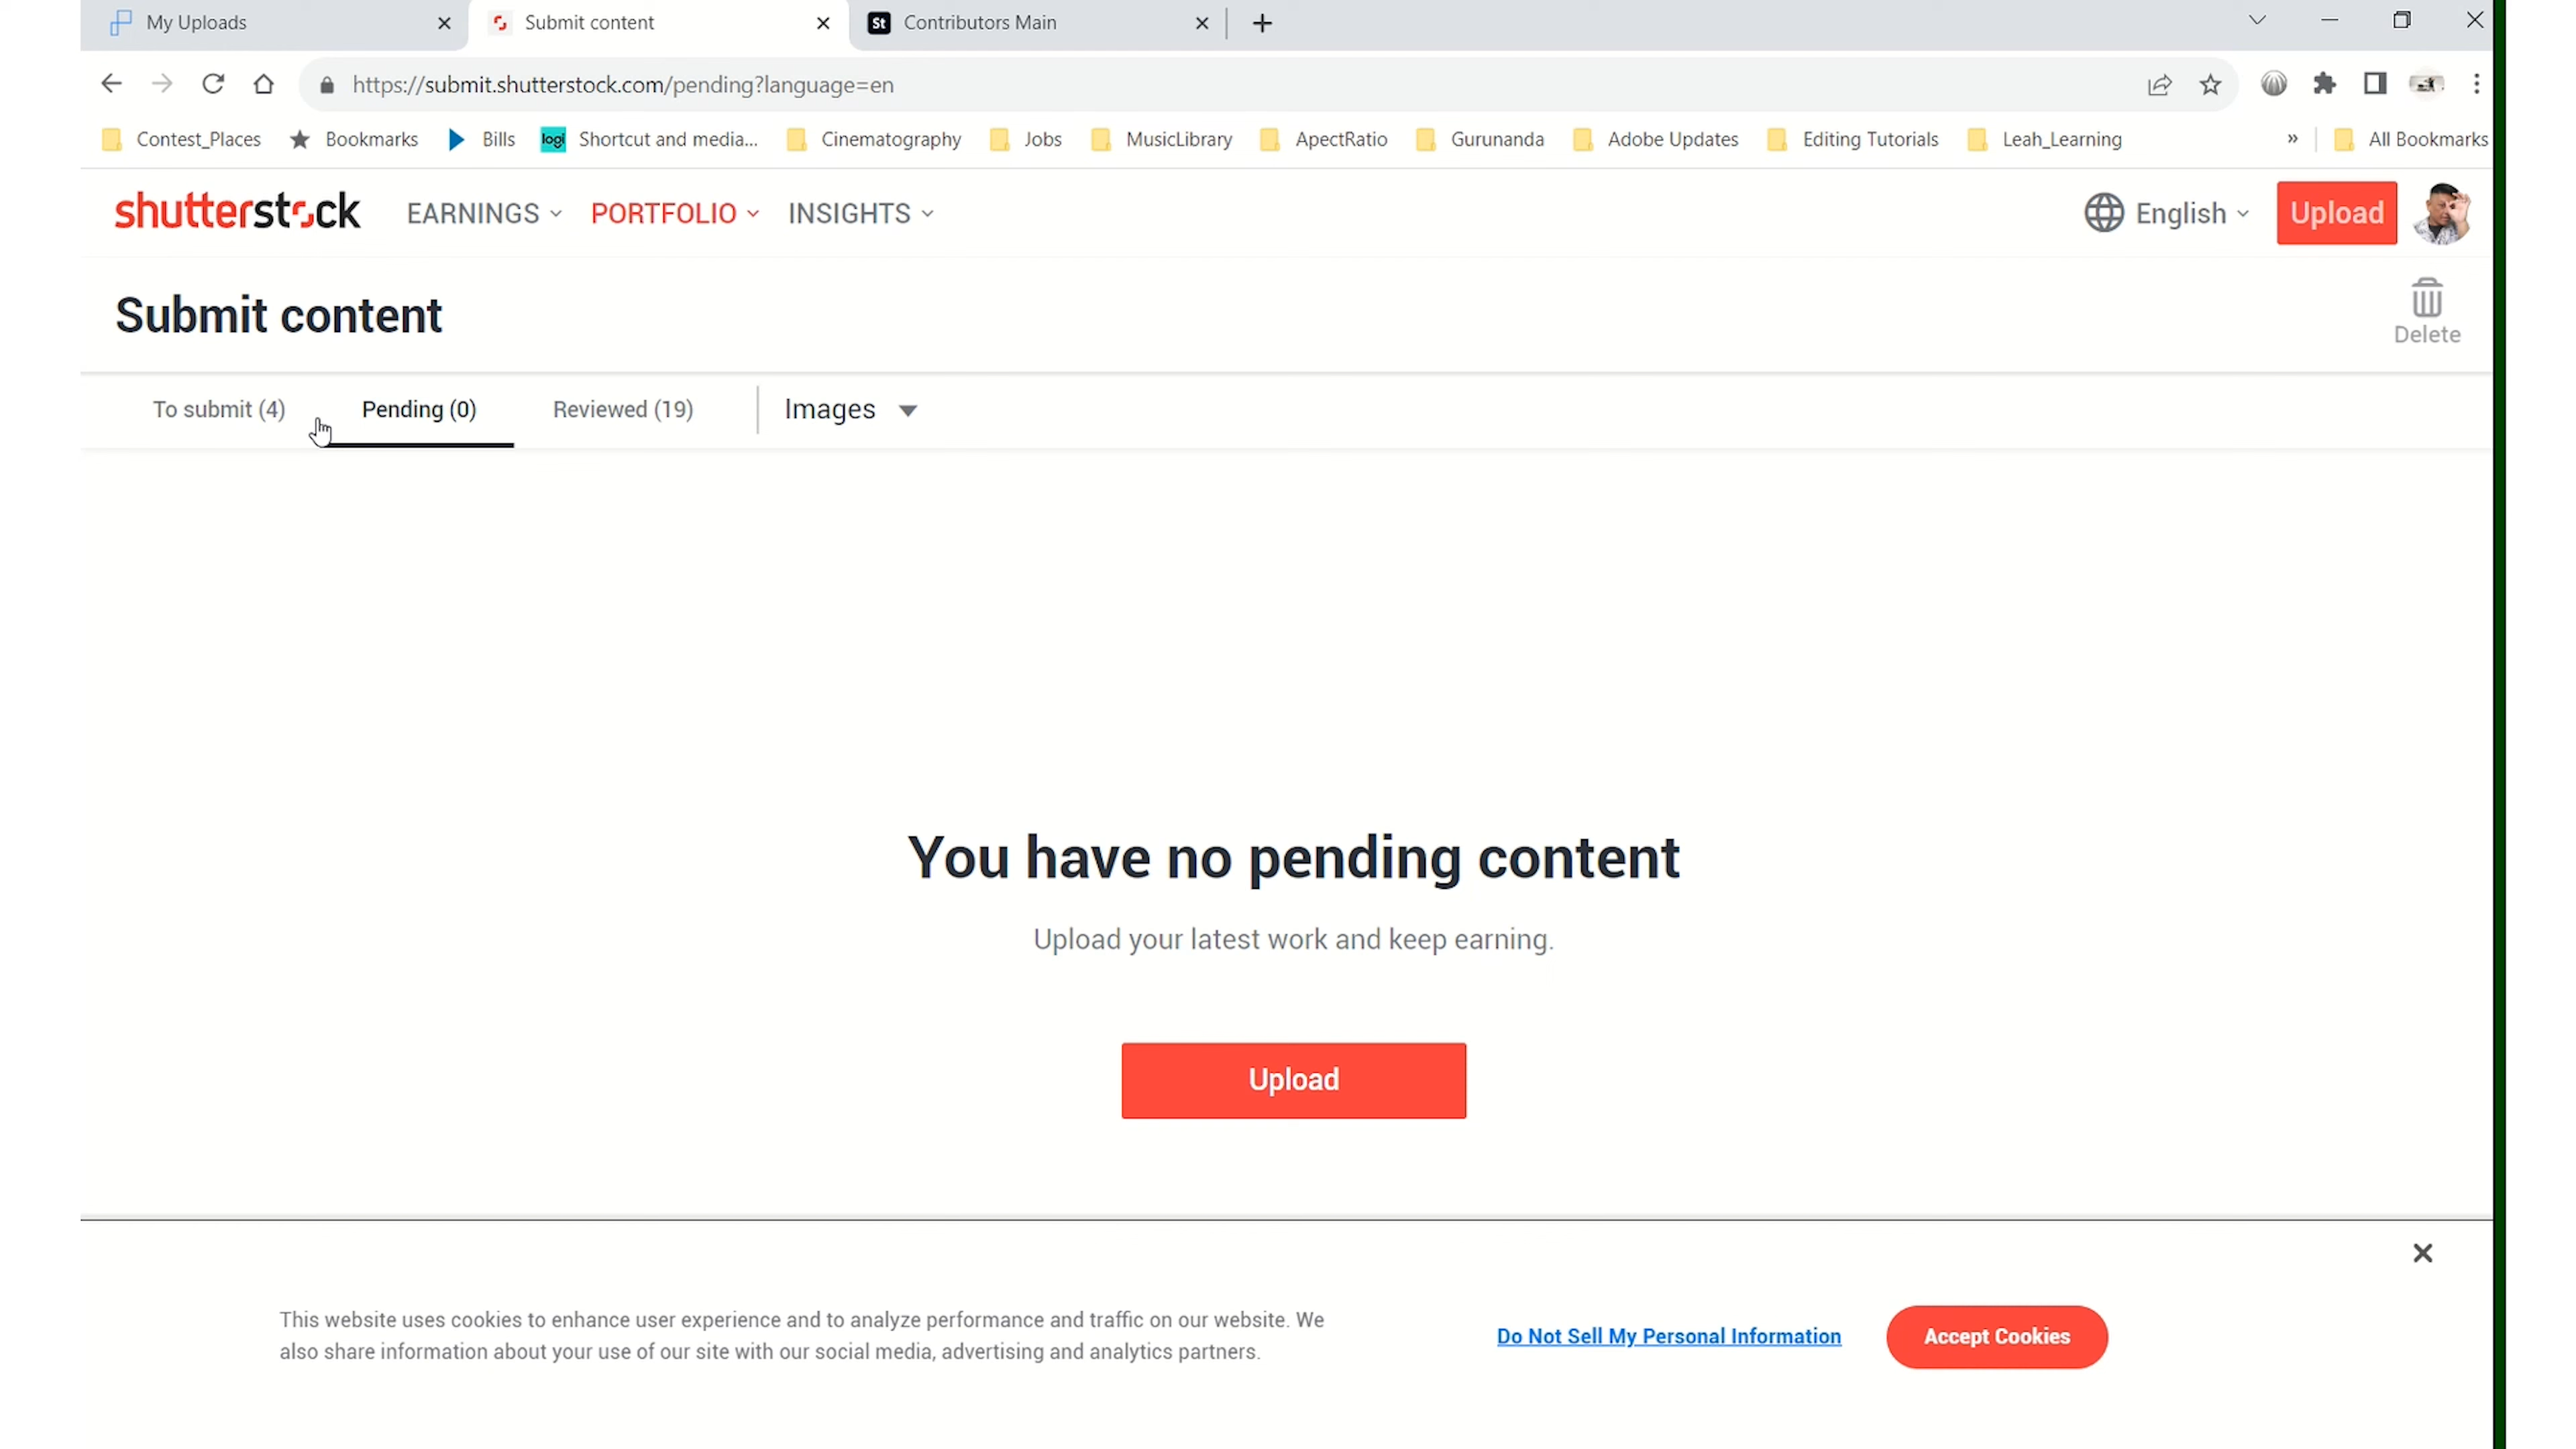 My Uploads
Submit content
St
Contributors Main
https://submit.shutterstock.com/pending?language=en
Contest_Places
Bookmarks
Bills
logi
Shortcut and media...
Cinematography
Jobs
MusicLibrary
ApectRatio
Gurunanda
Adobe Updates
Editing Tutorials
Leah_Learning
»
All Bookmarks
shutterstock
EARNINGS
PORTFOLIO
INSIGHTS
English
Upload
Submit content
Delete
To submit (4)
Pending (0)
Reviewed (19)
Images
You have no pending content
Upload your latest work and keep earning.
Upload
This website uses cookies to enhance user experience and to analyze performance and traffic on our website. We
also share information about your use of our site with our social media, advertising and analytics partners.
Do Not Sell My Personal Information
Accept Cookies